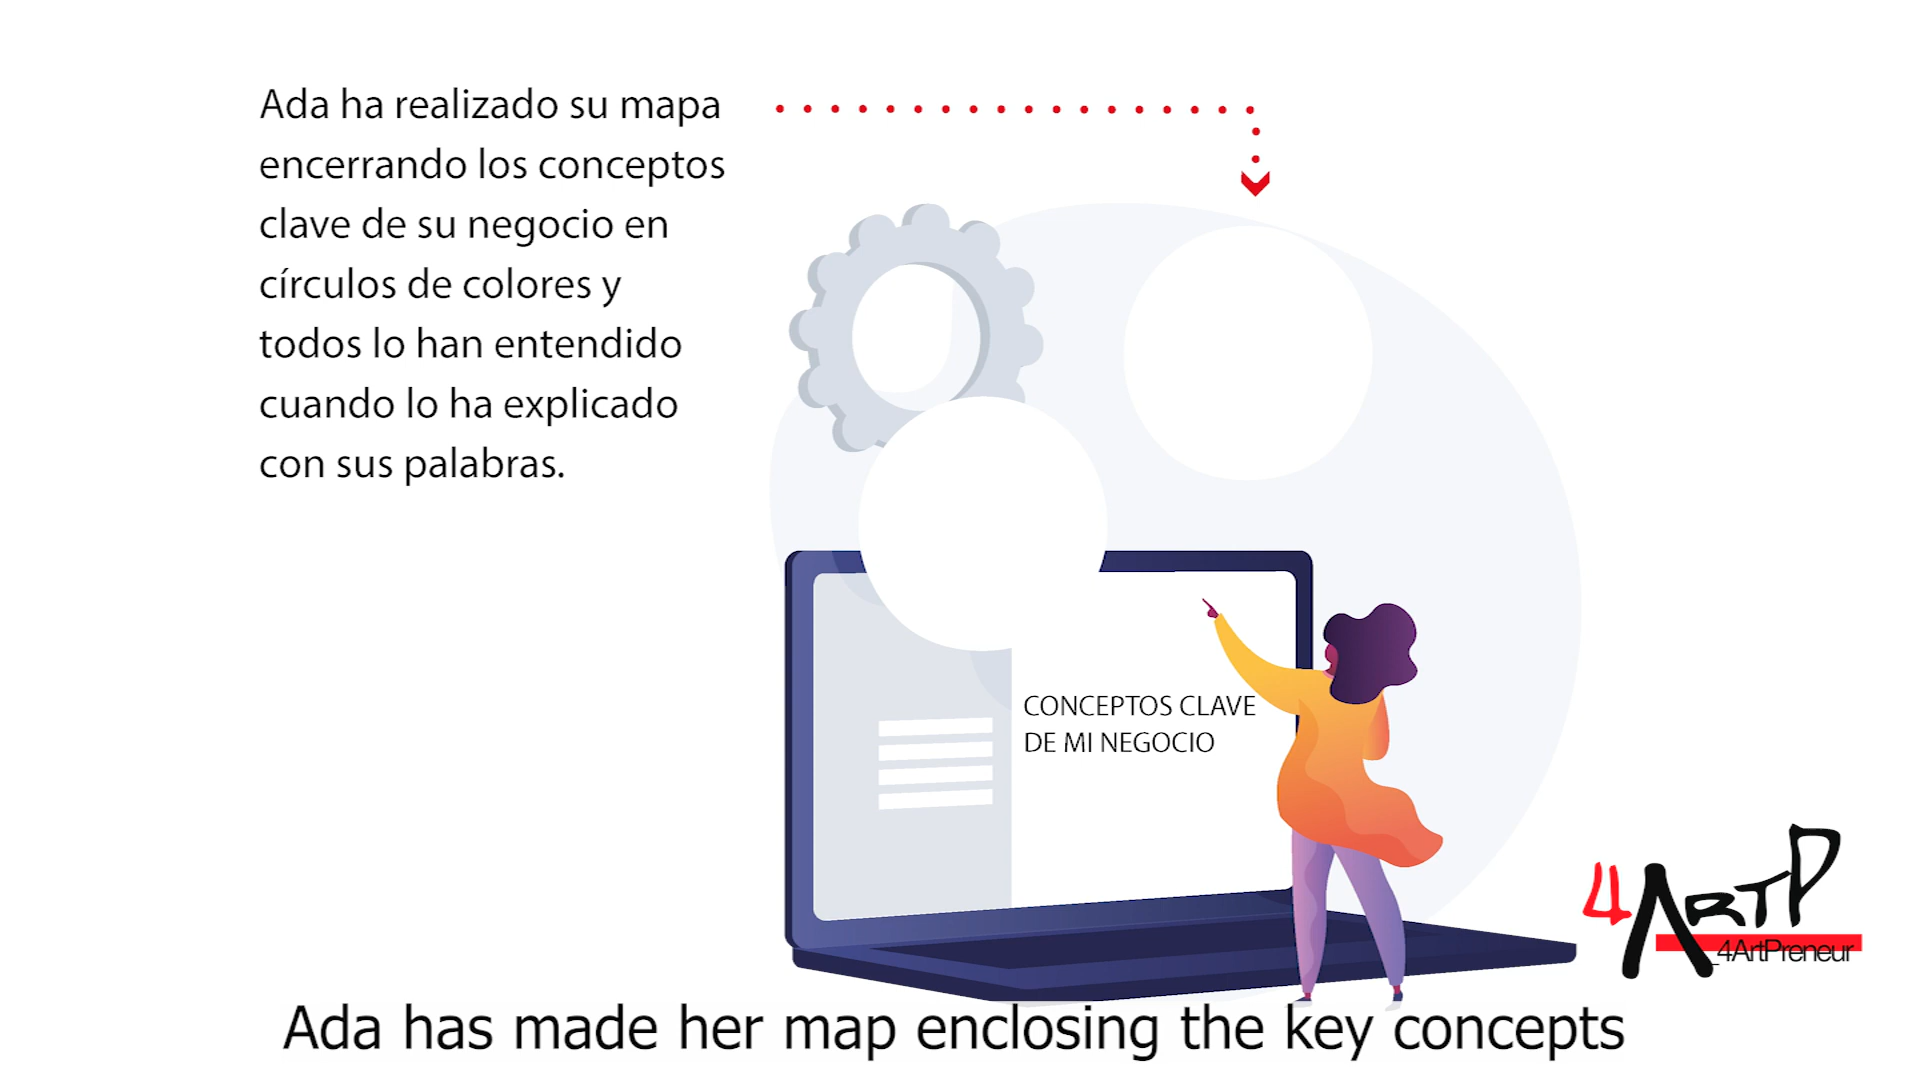 Ada ha realizado su mapa
encerrando los conceptos
clave de su negocio en
círculos de colores y
todos lo han entendido
cuando lo ha explicado
con sus palabras.
CONCEPTOS CLAVE
DE MI NEGOCIO
4ArtP
_4ArtPreneur
Ada has made her map enclosing the key concepts